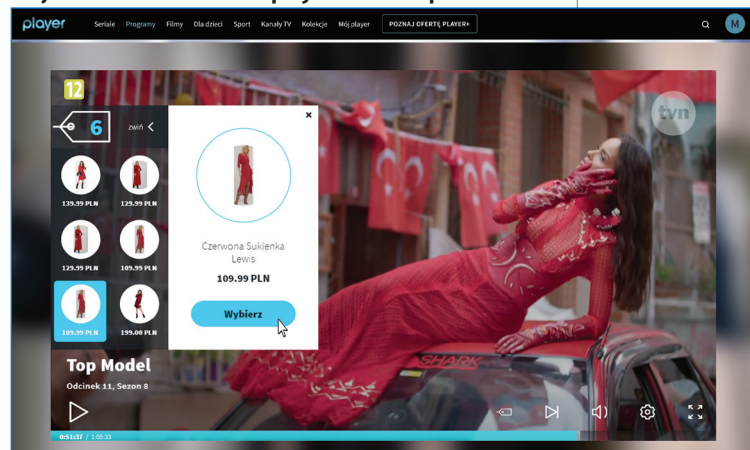 player
Seriale Programy Filmy Dla dzieci Sport Kanały TV Kolekcje Mój player POZNAJ OFERTĘ PLAYER+
M
12
tvn
6 zwiń
139.99 PLN 129.99 PLN
129.99 PLN 109.99 PLN
109.99 PLN 199.00 PLN
Czerwona Sukienka
Lewis
109.99 PLN
Wybierz
SHARK
Top Model
Odcinek 11, Sezon 8
0:51:37 / 1:05:33